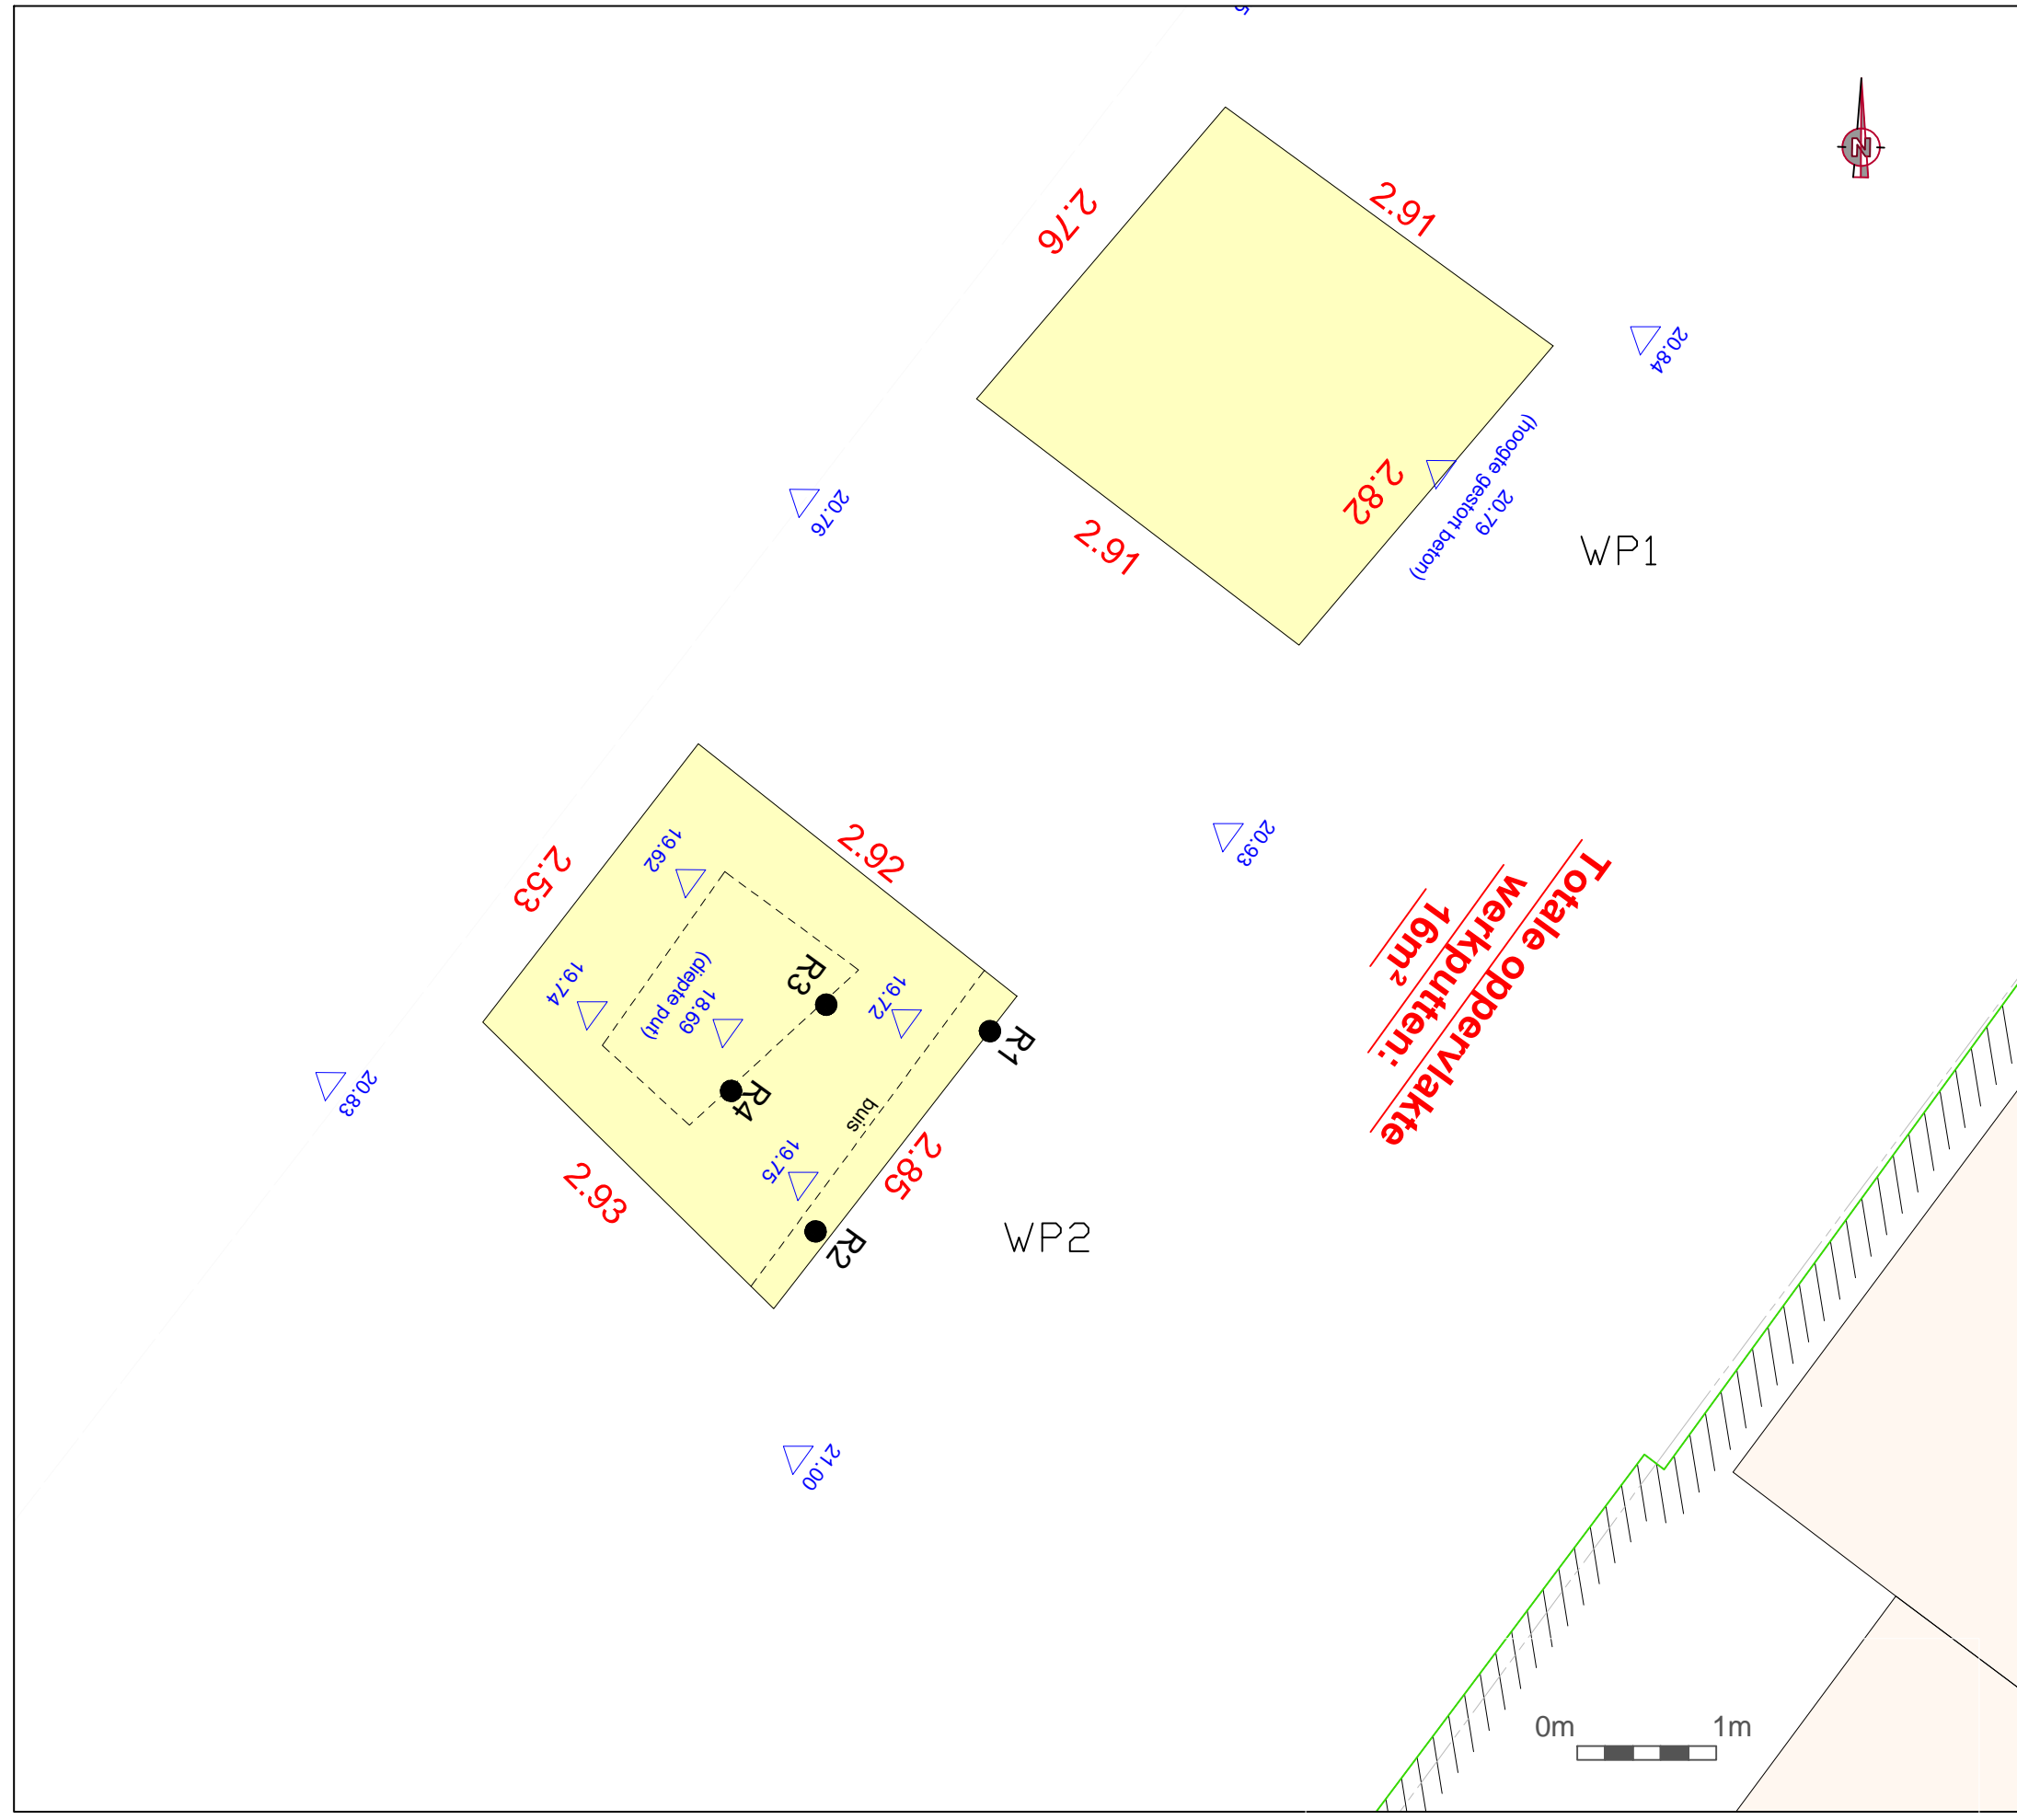 N
2.76
2.91
20.84
20.76
2.82
(hoogte gestort beton)
20.79
2.91
WP1
2.53
19.62
2.92
20.93
Totale oppervlakte
werkputten:
16m²
19.74
(diepte put)
18.69
R3
19.72
R1
20.83
R4
buis
2.93
19.75
2.85
R2
WP2
21.00
0m 1m